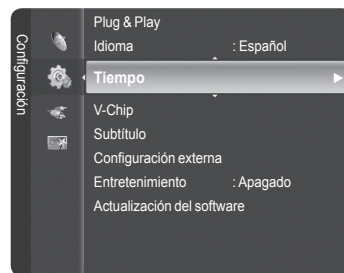 Configuración
Plug & Play
Idioma : Español
Tiempo
V-Chip
Subtítulo
Configuración externa
Entretenimiento : Apagado
Actualización del software